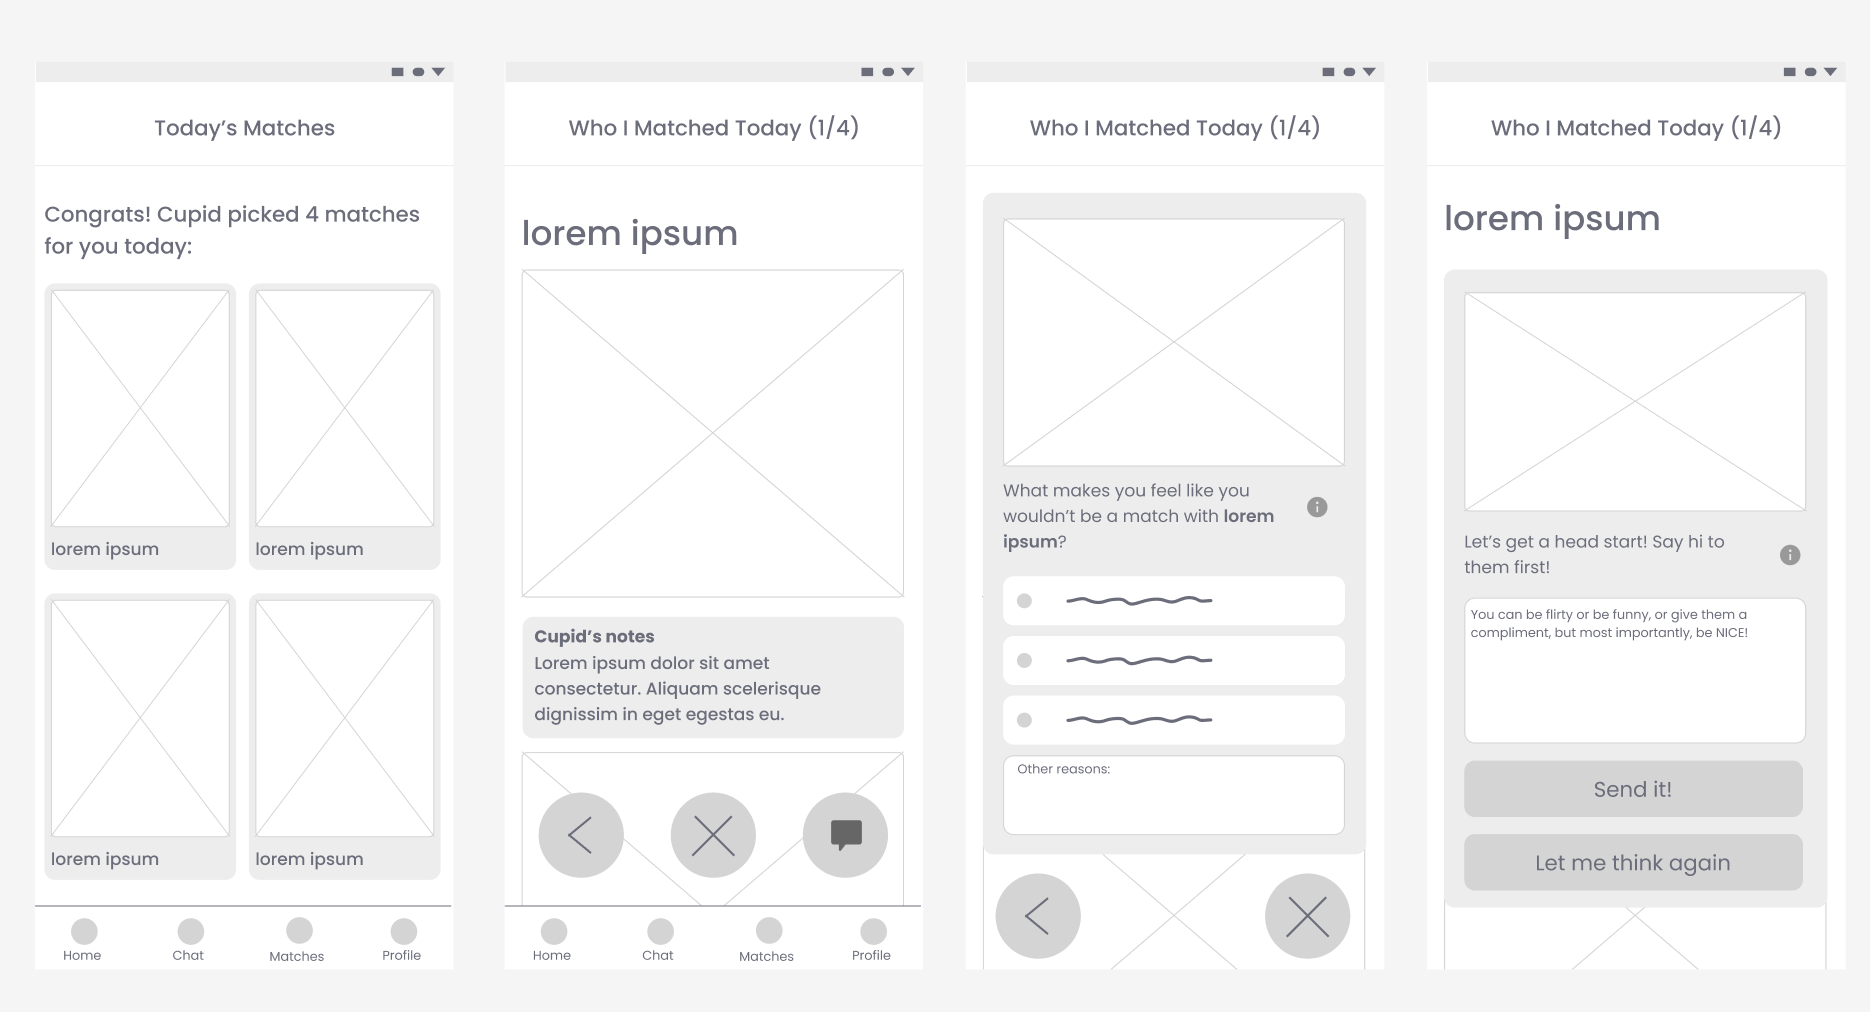 Today’s Matches
Congrats! Cupid picked 4 matches
for you today:
lorem ipsum
lorem ipsum
lorem ipsum
lorem ipsum
Home
Chat
Matches
Profile
Who I Matched Today (1/4)
lorem ipsum
Cupid’s notes
Lorem ipsum dolor sit amet
consectetur. Aliquam scelerisque
dignissim in eget egestas eu.
Home
Chat
Matches
Profile
Who I Matched Today (1/4)
What makes you feel like you
wouldn’t be a match with lorem
ipsum?
Other reasons:
Who I Matched Today (1/4)
lorem ipsum
Let’s get a head start! Say hi to
them first!
You can be flirty or be funny, or give them a
compliment, but most importantly, be NICE!
Send it!
Let me think again